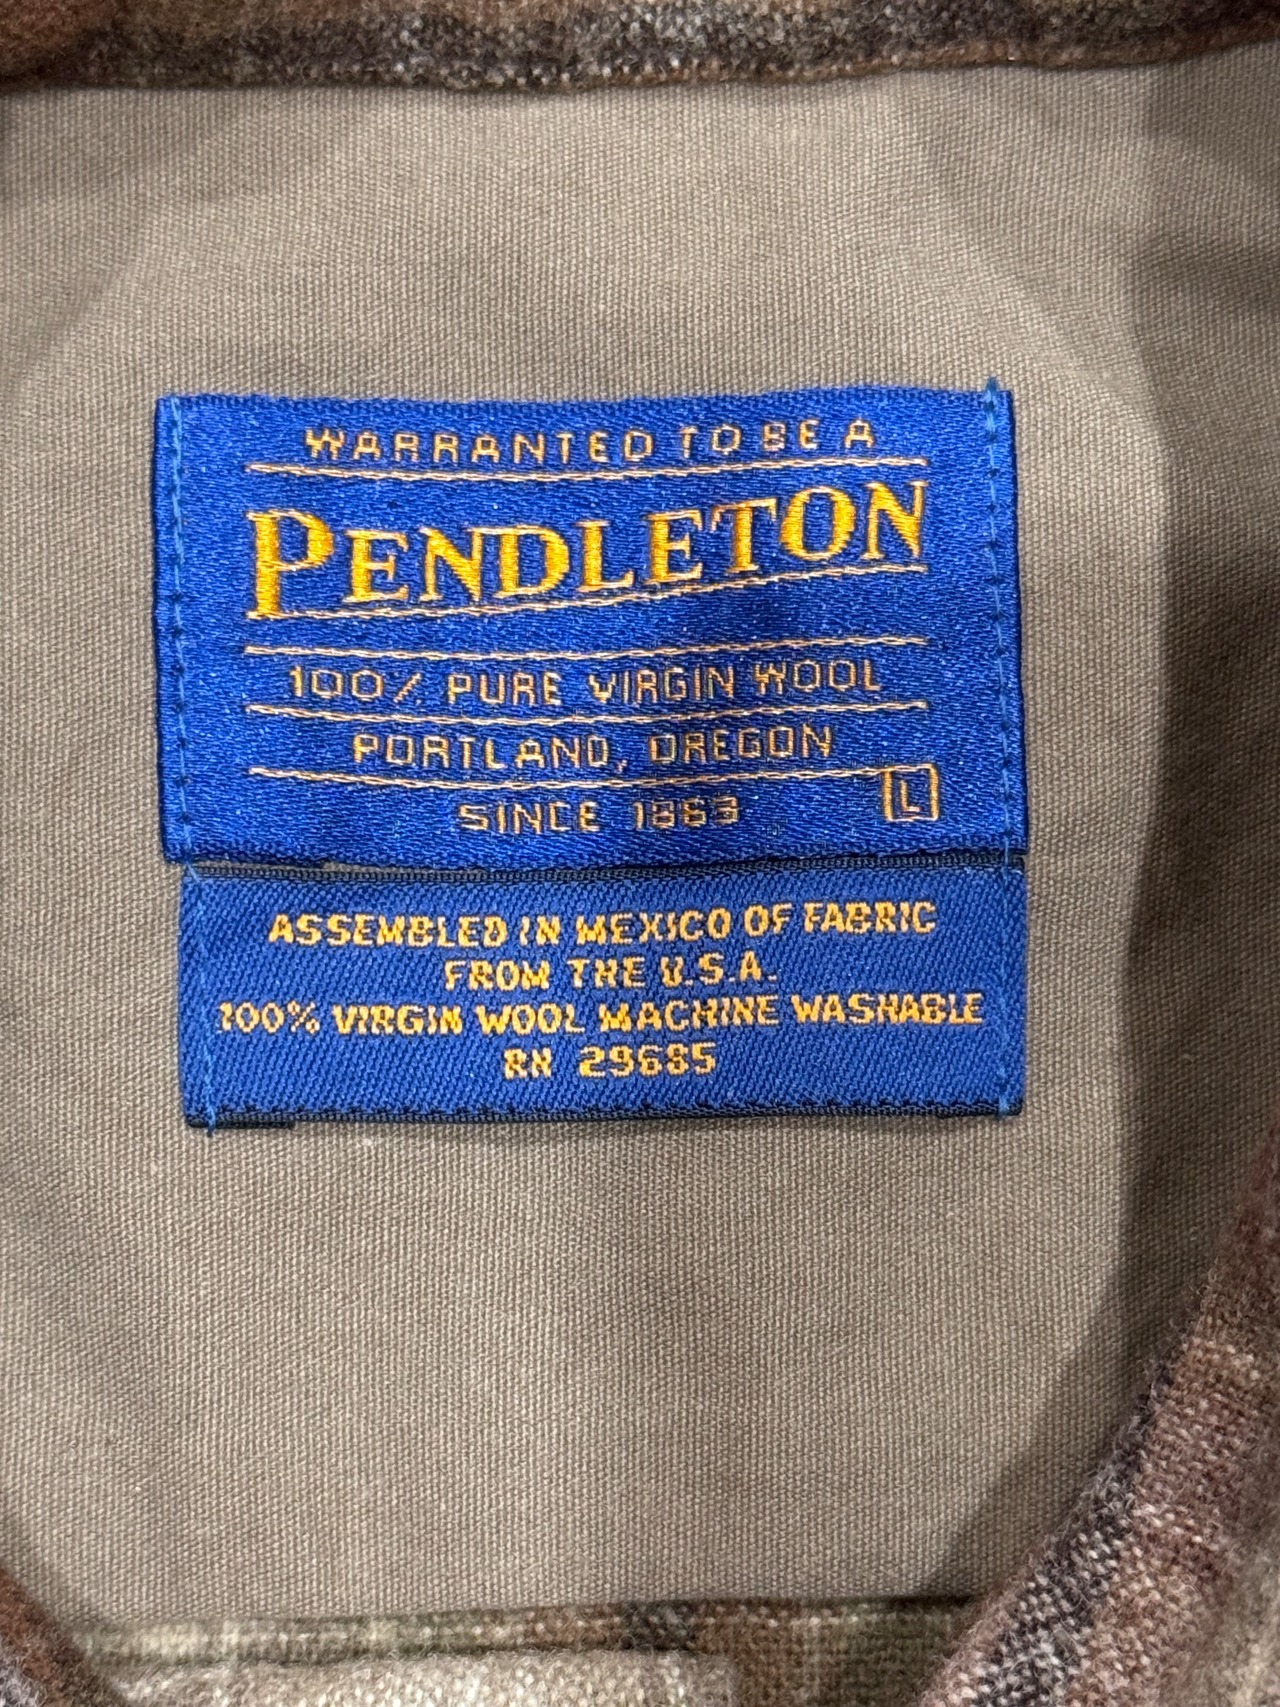 WARRANTED TO BE A
PENDLETON
100% PURE VIRGIN WOOL
PORTLAND, OREGON
SINCE 1863
L
ASSEMBLED IN MEXICO OF FABRIC
FROM THE U.S.A.
100% VIRGIN WOOL MACHINE WASHABLE
RN 29685